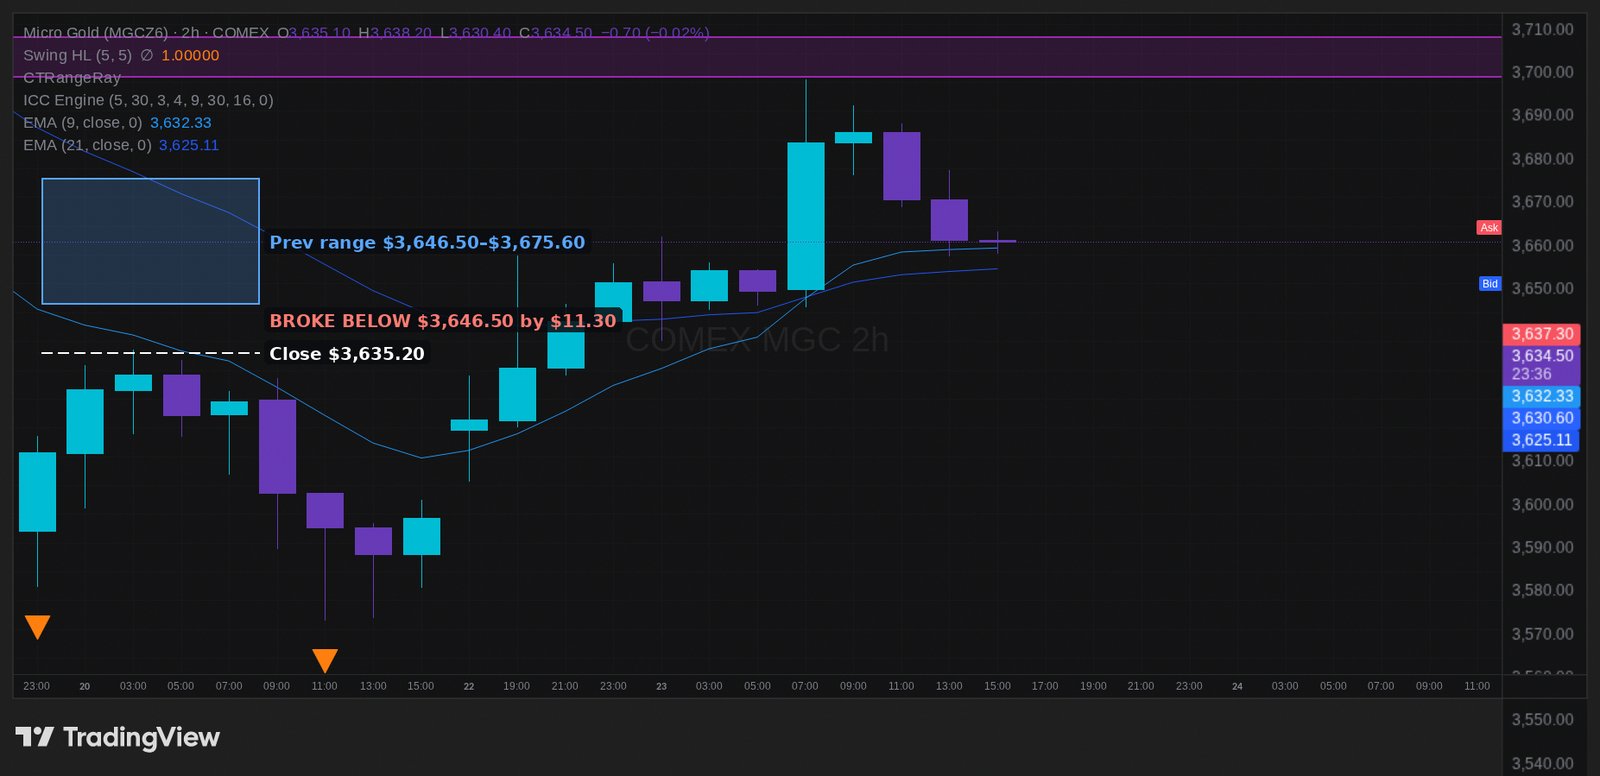 Micro Gold (MGCZ6) · 2h · COMEX O3,635.10 H3,638.20 L3,630.40 C3,634.50 −0.70 (−0.02%)
Swing HL (5, 5) ∅ 1.00000
CTRangeRay
ICC Engine (5, 30, 3, 4, 9, 30, 16, 0)
EMA (9, close, 0) 3,632.33
EMA (21, close, 0) 3,625.11
Prev range $3,646.50–$3,675.60
BROKE BELOW $3,646.50 by $11.30
Close $3,635.20
COMEX MGC 2h
3,710.00
3,700.00
3,690.00
3,680.00
3,670.00
Ask
3,660.00
Bid
3,650.00
3,637.30
3,634.50
23:36
3,632.33
3,630.60
3,625.11
3,610.00
3,600.00
3,590.00
3,580.00
3,570.00
3,560.00
3,550.00
3,540.00
23:00 20 03:00 05:00 07:00 09:00 11:00 13:00 15:00 22 19:00 21:00 23:00 23 03:00 05:00 07:00 09:00 11:00 13:00 15:00 17:00 19:00 21:00 23:00 24 03:00 05:00 07:00 09:00 11:00
TradingView